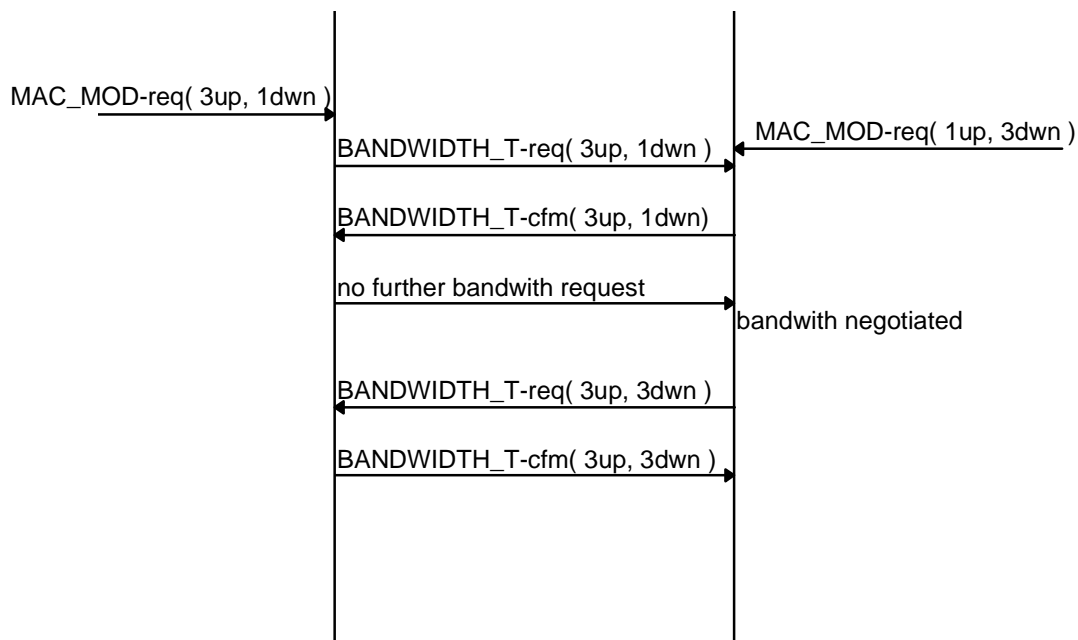 MAC_MOD-req( 3up, 1dwn )
MAC_MOD-req( 1up, 3dwn )
BANDWIDTH_T-req( 3up, 1dwn )
BANDWIDTH_T-cfm( 3up, 1dwn)
no further bandwith request
bandwith negotiated
BANDWIDTH_T-req( 3up, 3dwn )
BANDWIDTH_T-cfm( 3up, 3dwn )